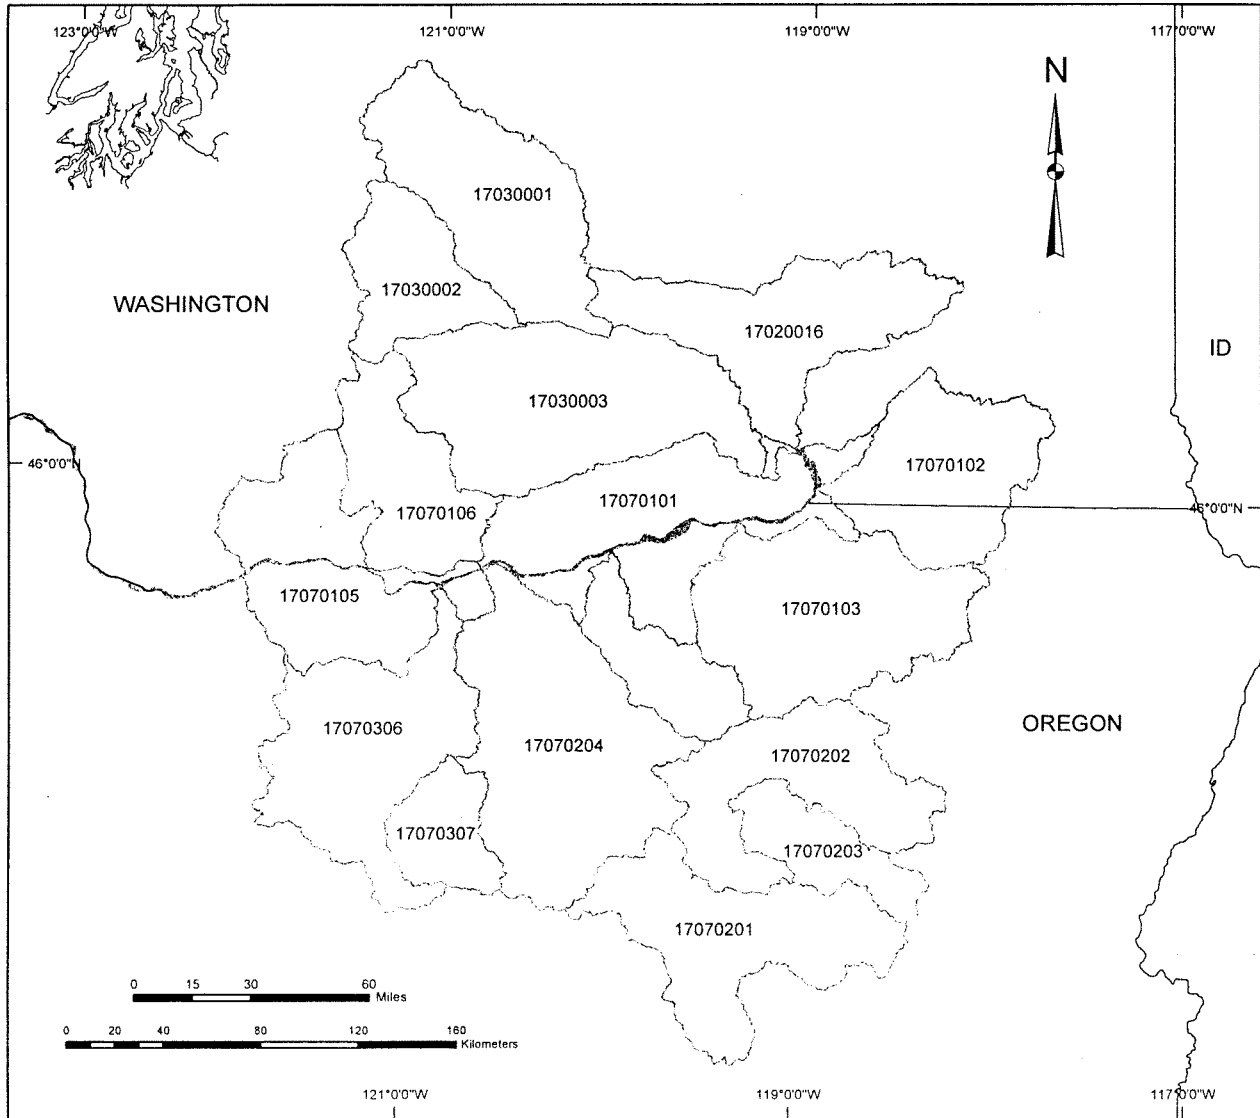 123°0'0"W 121°0'0"W 119°0'0"W 117°0'0"W
N
17030001
17030002
WASHINGTON
17020016
ID
17030003
46°0'0"N
17070102
17070101
46°0'0"N
17070106
17070105
17070103
OREGON
17070306
17070204
17070202
17070307
17070203
17070201
0 15 30 60
Miles
0 20 40 80 120 160
Kilometers
121°0'0"W 119°0'0"W 117°0'0"W